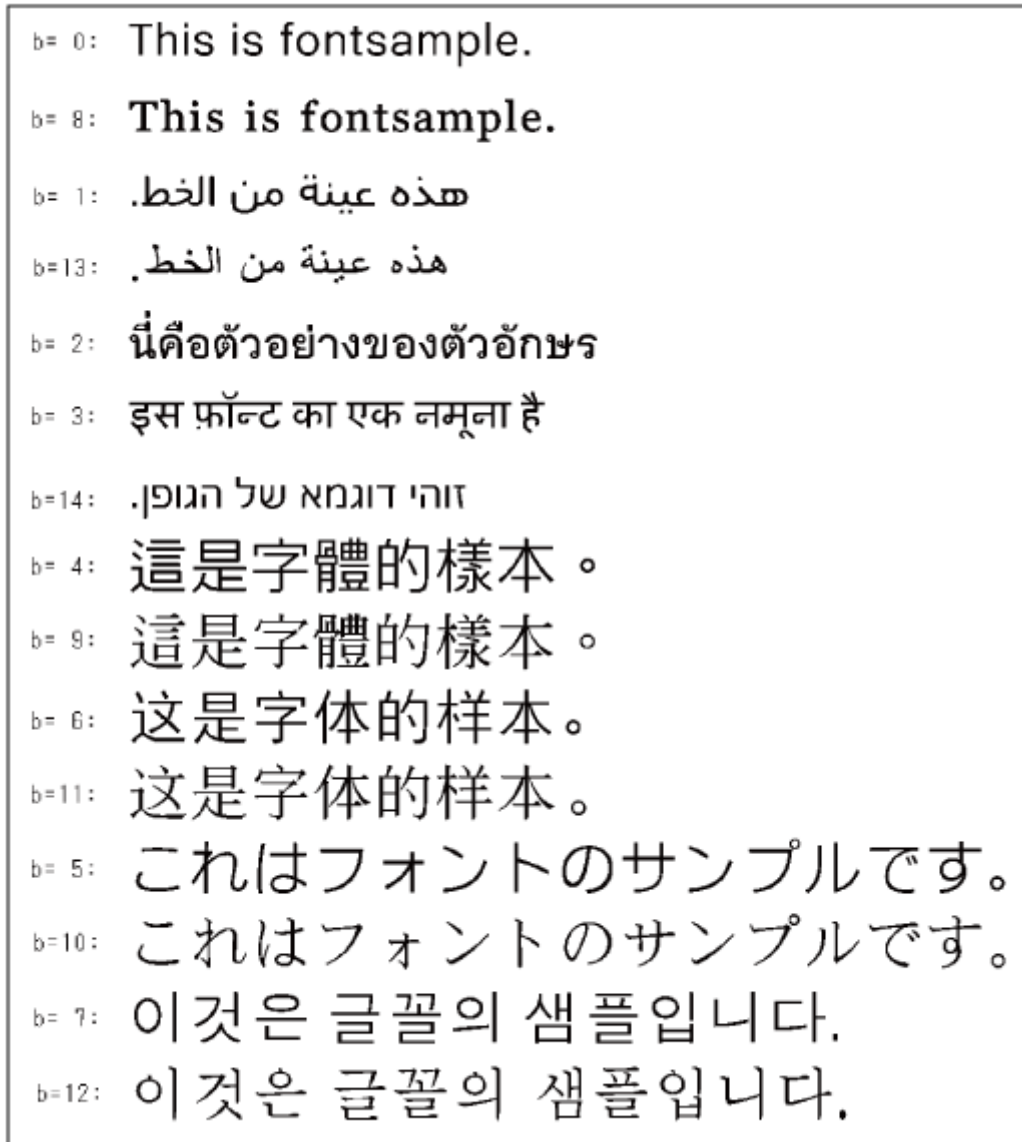 b= 0: This is fontsample.
b= 8: This is fontsample.
b= 1: هذه عينة من الخط.
b=13: هذه عينة من الخط.
b= 2: นี่คือตัวอย่างของตัวอักษร
b= 3: इस फ़ॉन्ट का एक नमूना है
b=14: זוהי דוגמא של הגופן.
b= 4: 這是字體的樣本。
b= 9: 這是字體的樣本。
b= 6: 这是字体的样本。
b=11: 这是字体的样本。
b= 5: これはフォントのサンプルです。
b=10: これはフォントのサンプルです。
b= 7: 이것은 글꼴의 샘플입니다.
b=12: 이것은 글꼴의 샘플입니다.